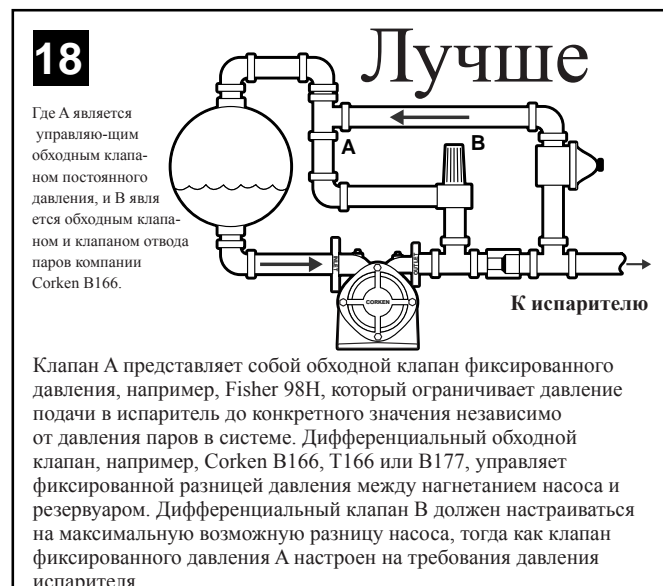 18
Лучше
Где А является
управляю-щим
обходным клапа-
ном постоянного
давления, и В явля
ется обходным клапа-
ном и клапаном отвода
паров компании
Corken B166.
A
B
INLET
OUTLET
CORKEN
К испарителю
Клапан А представляет собой обходной клапан фиксированного
давления, например, Fisher 98H, который ограничивает давление
подачи в испаритель до конкретного значения независимо
от давления паров в системе. Дифференциальный обходной
клапан, например, Corken B166, T166 или B177, управляет
фиксированной разницей давления между нагнетанием насоса и
резервуаром. Дифференциальный клапан В должен настраиваться
на максимальную возможную разницу насоса, тогда как клапан
фиксированного давления А настроен на требования давления
испарителя